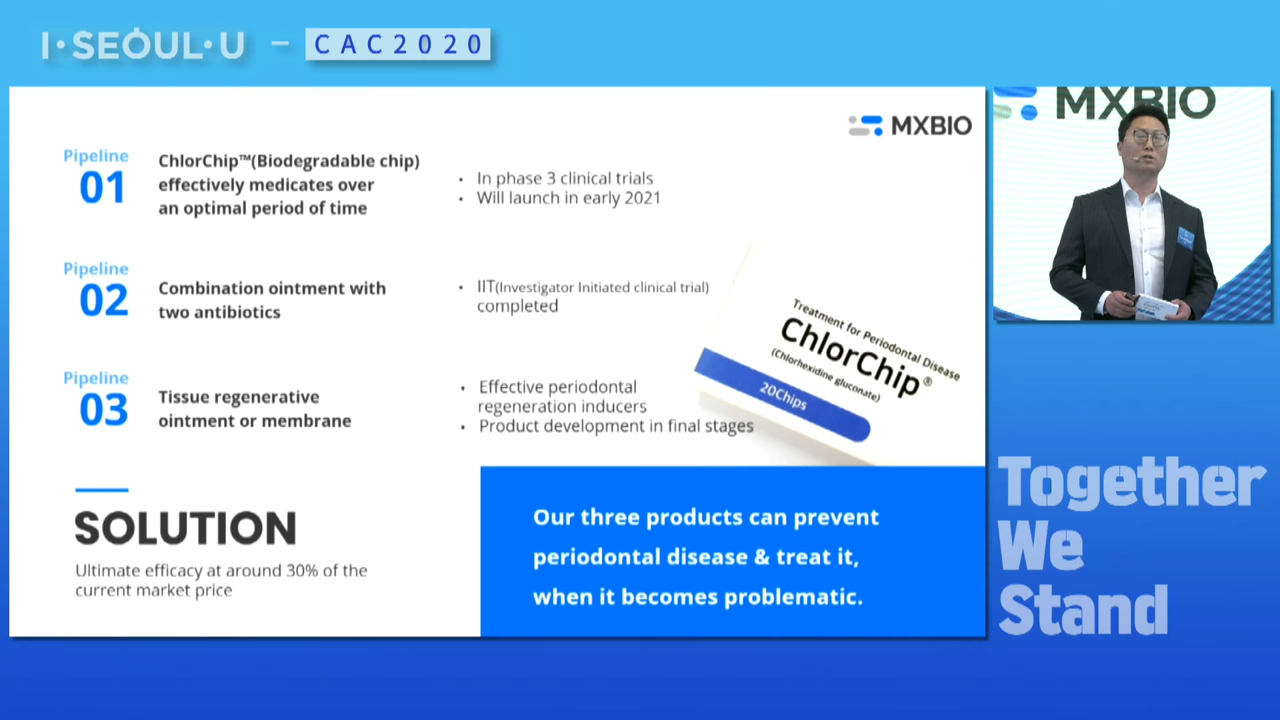 I·SEOUL·U – CAC2020
MXBIO
Pipeline
01
ChlorChip™(Biodegradable chip)
effectively medicates over
an optimal period of time
• In phase 3 clinical trials
• Will launch in early 2021
Pipeline
02
Combination ointment with
two antibiotics
• IIT(Investigator Initiated clinical trial)
completed
Pipeline
03
Tissue regenerative
ointment or membrane
• Effective periodontal
regeneration inducers
• Product development in final stages
Treatment for Periodontal Disease
ChlorChip®
(Chlorhexidine gluconate)
20Chips
SOLUTION
Ultimate efficacy at around 30% of the
current market price
Our three products can prevent
periodontal disease & treat it,
when it becomes problematic.
MXBIO
Together
We
Stand